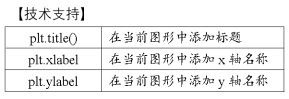 【技术支持】
plt.title() 在当前图形中添加标题
plt.xlabel 在当前图形中添加 x 轴名称
plt.ylabel 在当前图形中添加 y 轴名称